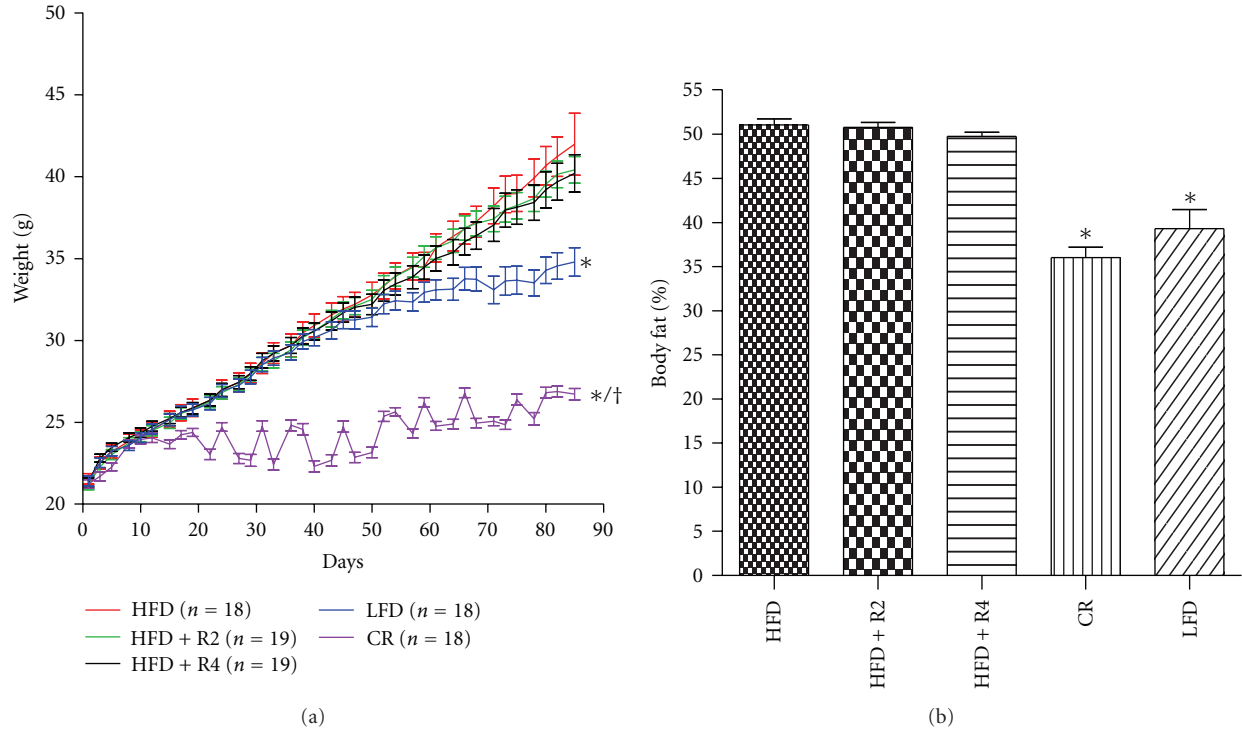 50
45
40
35
30
25
20
Weight (g)
0 10 20 30 40 50 60 70 80 90
Days
*
*/†
HFD (n = 18)
HFD + R2 (n = 19)
HFD + R4 (n = 19)
LFD (n = 18)
CR (n = 18)
(a)
55
50
45
40
35
30
25
20
15
10
5
0
Body fat (%)
*
*
HFD
HFD + R2
HFD + R4
CR
LFD
(b)